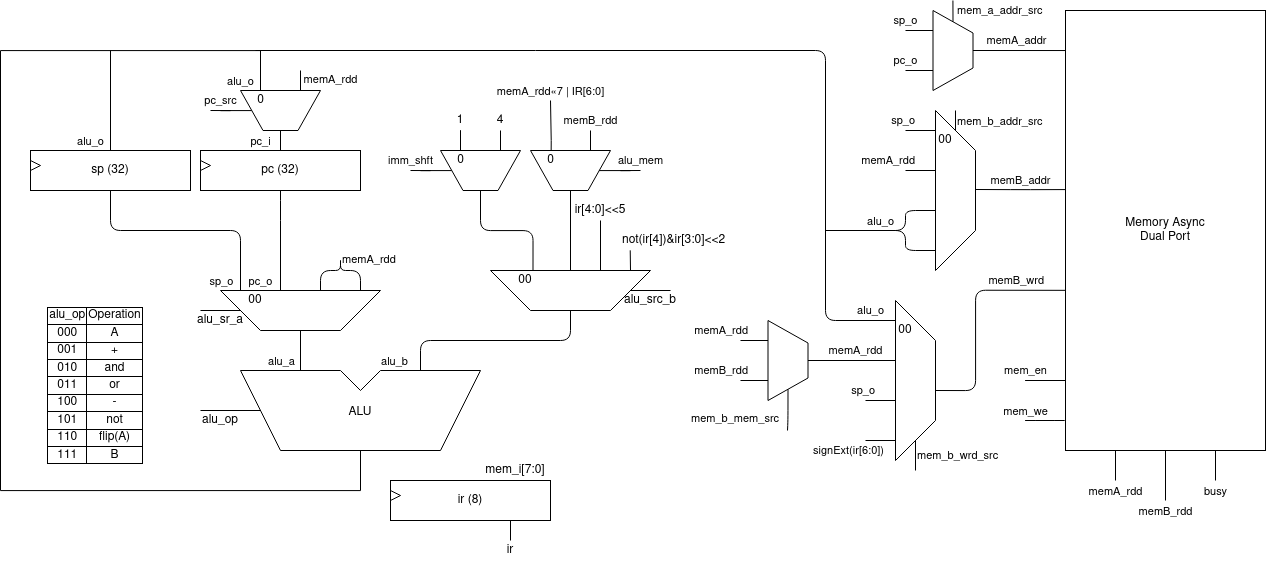 mem_a_addr_src
sp_o
memA_addr
pc_o
alu_o
memA_rdd
pc_src
0
memA_rdd«7 | IR[6:0]
1
4
memB_rdd
sp_o
mem_b_addr_src
00
alu_o
pc_i
imm_shft
0
0
alu_mem
memA_rdd
sp (32)
pc (32)
memB_addr
ir[4:0]<<5
alu_o
Memory Async
Dual Port
not(ir[4])&ir[3:0]<<2
memA_rdd
sp_o
pc_o
00
00
alu_src_b
memB_wrd
alu_sr_a
alu_o
00
alu_op Operation
000 A
001 +
010 and
011 or
100 -
101 not
110 flip(A)
111 B
memA_rdd
memA_rdd
alu_a
alu_b
memB_rdd
mem_en
sp_o
ALU
alu_op
mem_we
mem_b_mem_src
signExt(ir[6:0])
mem_b_wrd_src
mem_i[7:0]
ir (8)
memA_rdd
busy
memB_rdd
ir